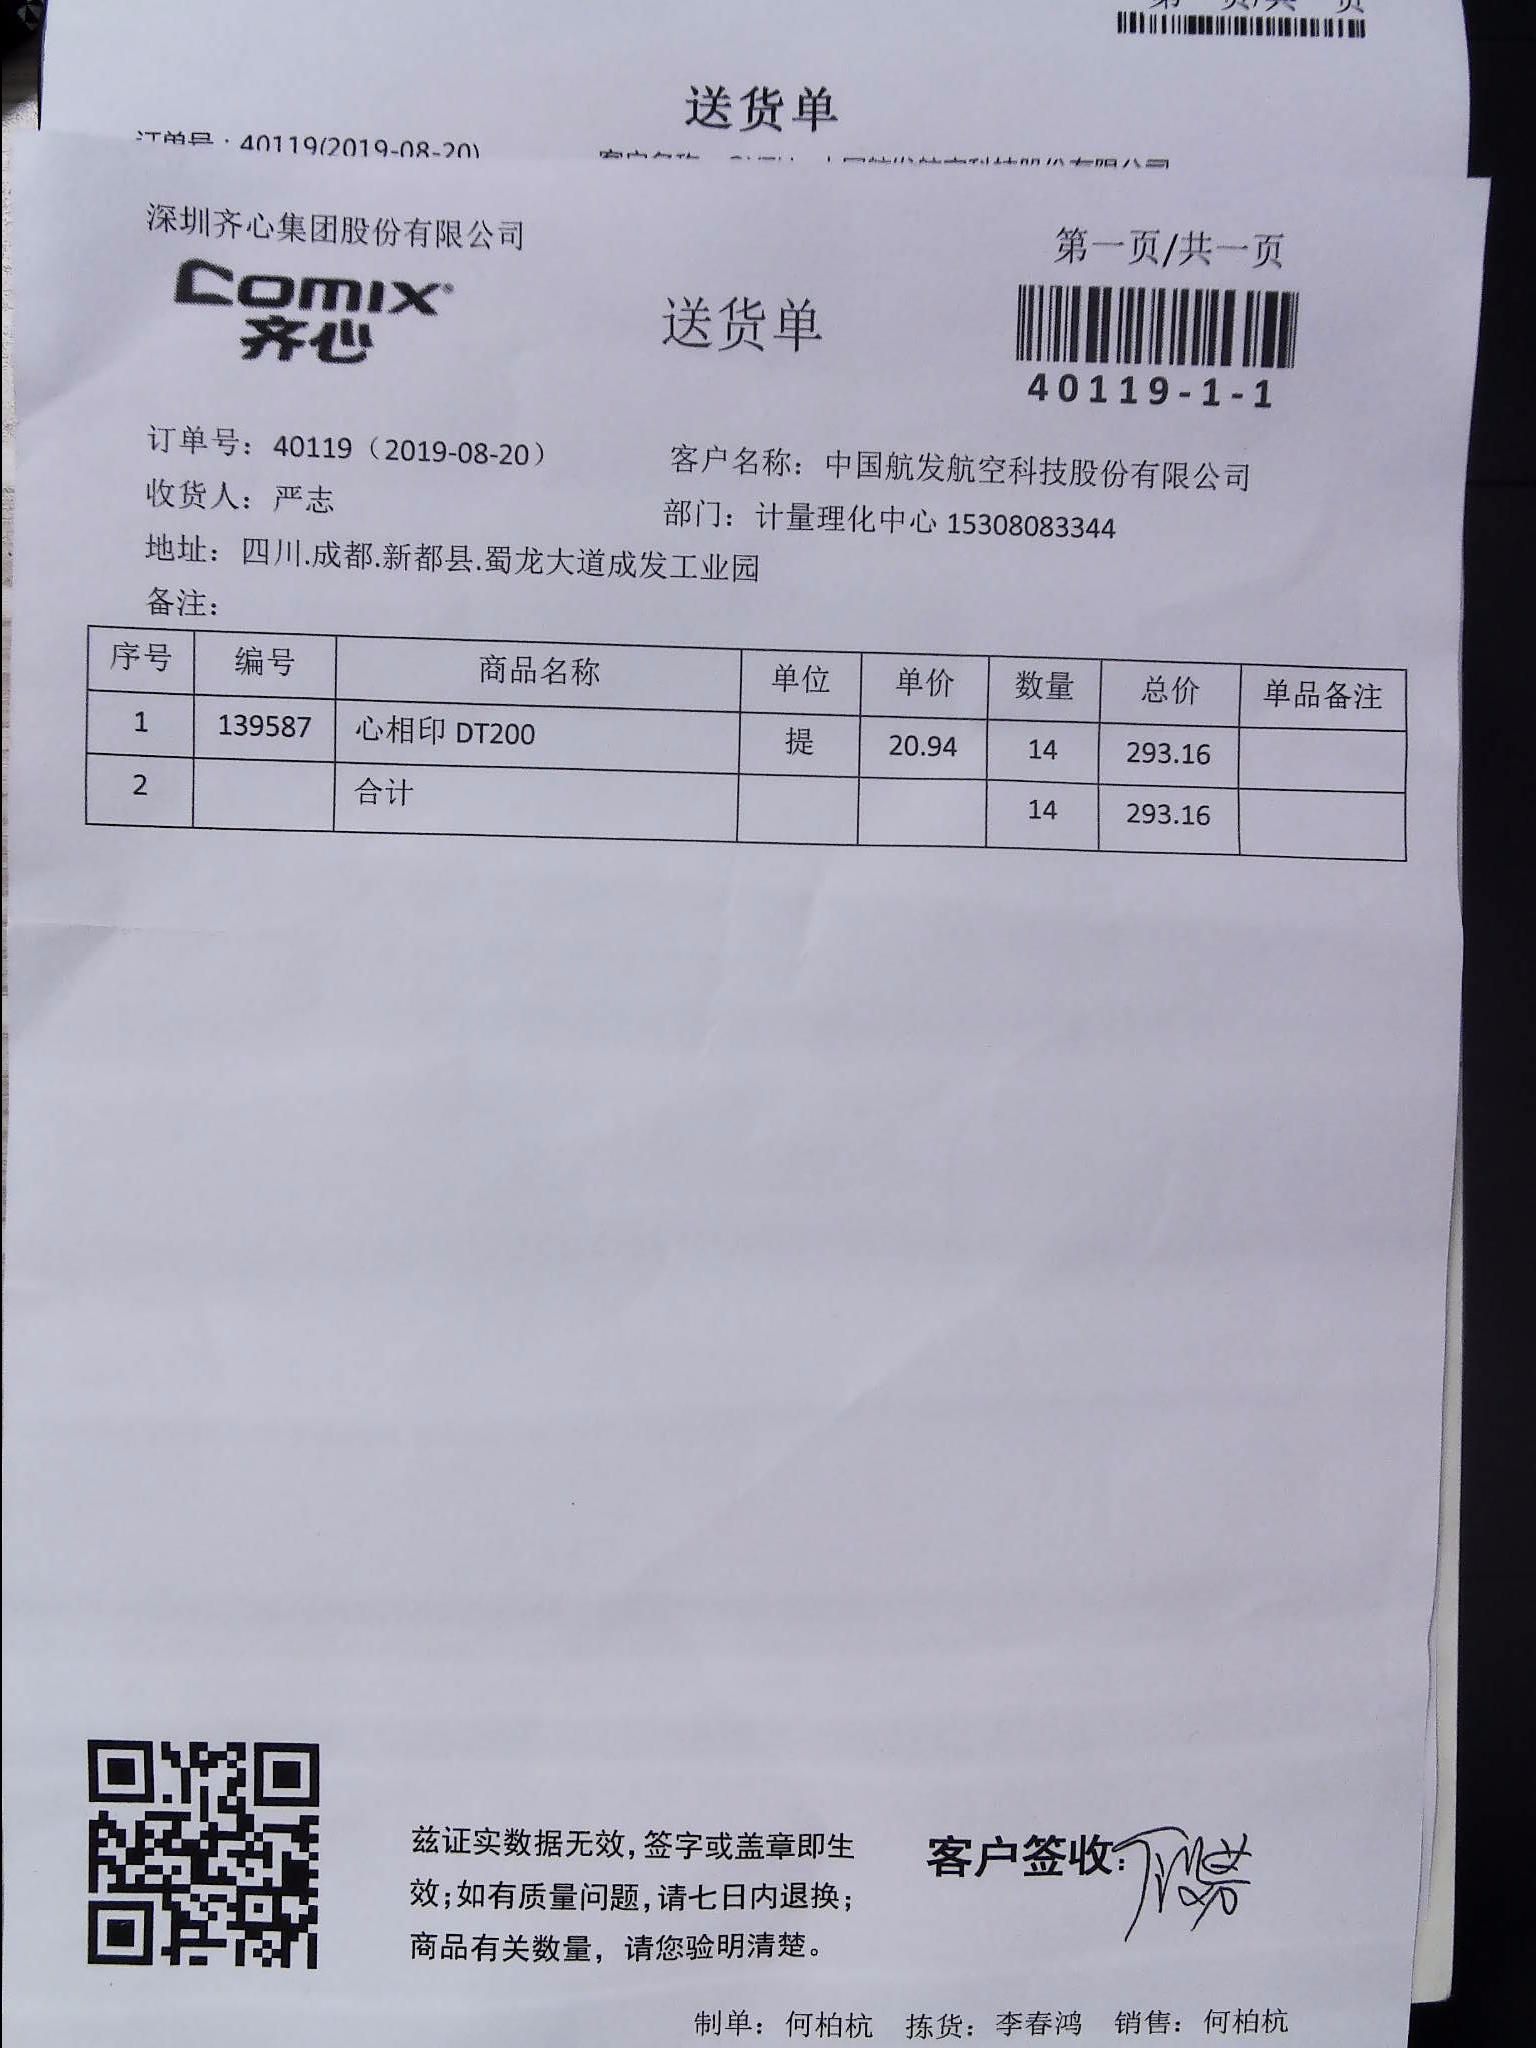 送货单
订单号：40119(2019-08-20)
深圳齐心集团股份有限公司
第一页/共一页
Comix
齐心
送货单
40119-1-1
订单号：40119（2019-08-20）
客户名称：中国航发航空科技股份有限公司
收货人：严志
部门：计量理化中心 15308083344
地址：四川.成都.新都县.蜀龙大道成发工业园
备注：
序号 编号 商品名称 单位 单价 数量 总价 单品备注
1 139587 心相印 DT200 提 20.94 14 293.16
2 合计 14 293.16
兹证实数据无效，签字或盖章即生
效；如有质量问题，请七日内退换；
商品有关数量，请您验明清楚。
客户签收：
制单：何柏杭 拣货：李春鸿 销售：何柏杭